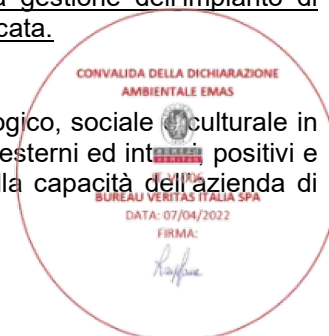 gestione dell'impianto di
cata.
CONVALIDA DELLA DICHIARAZIONE
AMBIENTALE EMAS
ogico, sociale culturale in
esterni ed int positivi e
lla capacità dell'azienda di
BUREAU VERITAS ITALIA SPA
DATA: 07/04/2022
FIRMA: